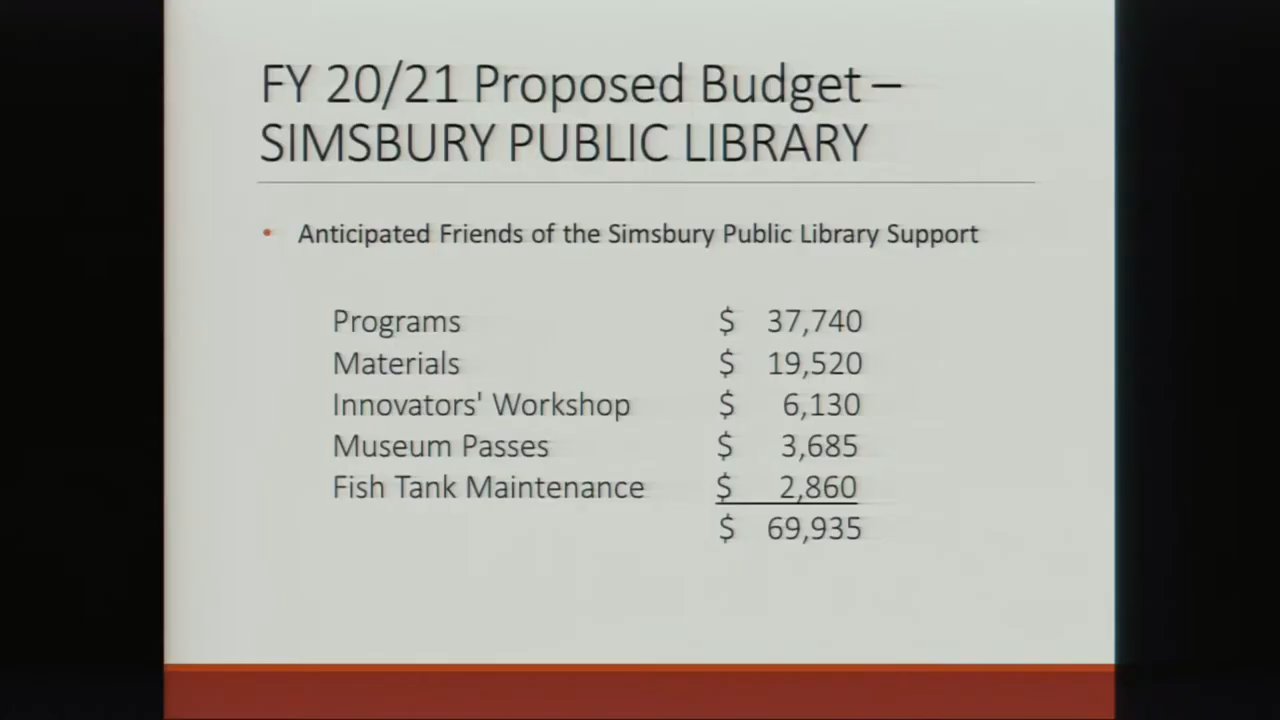 FY 20/21 Proposed Budget –
SIMSBURY PUBLIC LIBRARY
• Anticipated Friends of the Simsbury Public Library Support
Programs $ 37,740
Materials $ 19,520
Innovators' Workshop $ 6,130
Museum Passes $ 3,685
Fish Tank Maintenance $ 2,860
$ 69,935